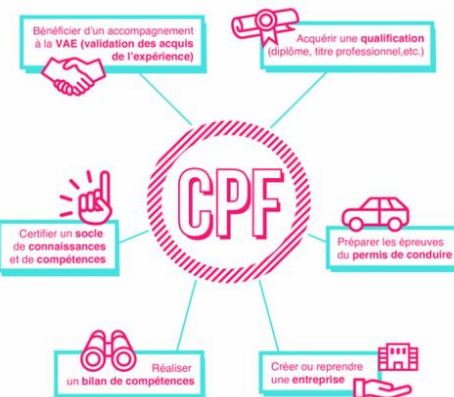 Bénéficier d'un accompagnement
à la VAE (validation des acquis
de l'expérience)
Acquérir une qualification
(diplôme, titre professionnel,etc.)
CPF
Certifier un socle
de connaissances
et de compétences
Préparer les épreuves
du permis de conduire
Réaliser
un bilan de compétences
Créer ou reprendre
une entreprise